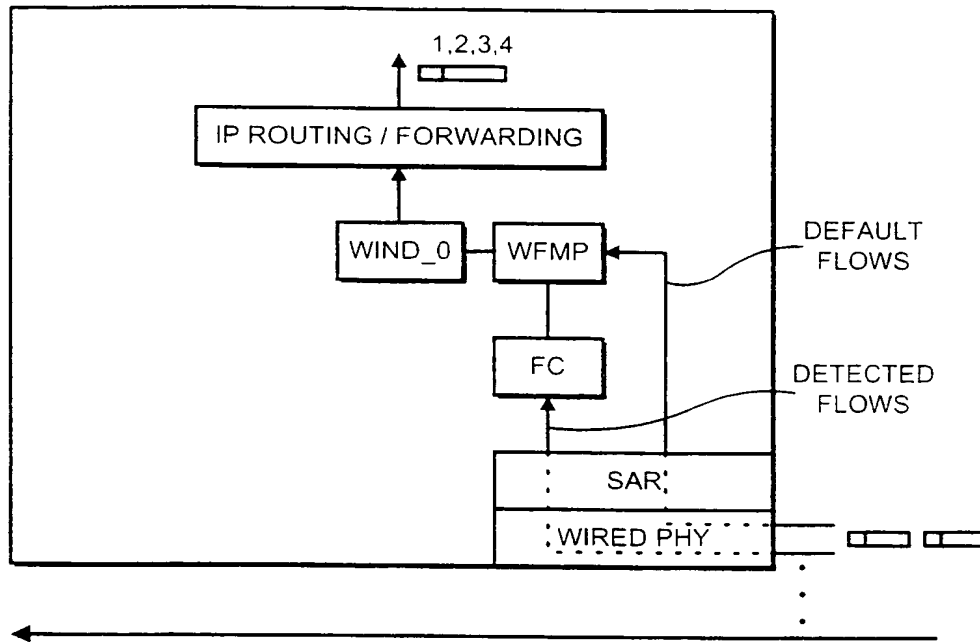 1,2,3,4
IP ROUTING / FORWARDING
WIND_0
WFMP
DEFAULT
FLOWS
FC
DETECTED
FLOWS
SAR
WIRED PHY